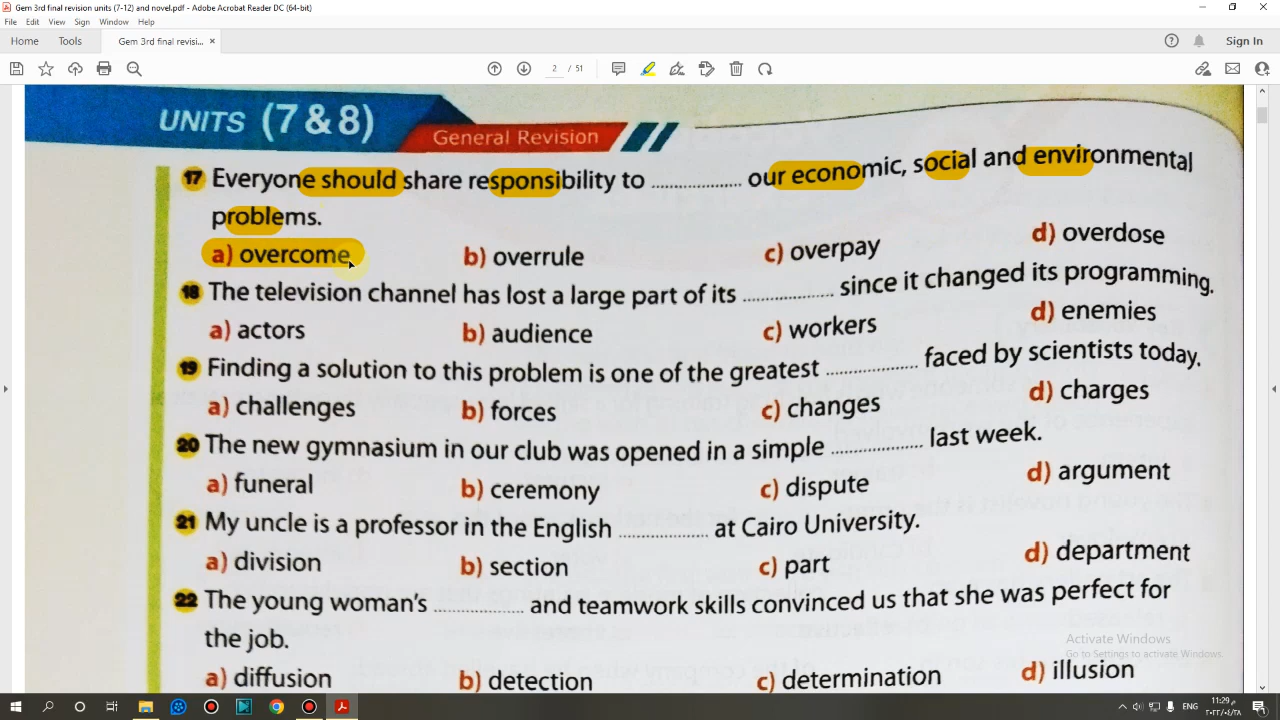 Gem 3rd final revision units (7-12) and novel.pdf - Adobe Acrobat Reader DC (64-bit)
File Edit View Sign Window Help
Home Tools Gem 3rd final revisi... × Sign In
2 / 51
UNITS (7 & 8)
General Revision
17 Everyone should share responsibility to ............... our economic, social and environmental
problems.
a) overcome b) overrule c) overpay d) overdose
18 The television channel has lost a large part of its ............... since it changed its programming.
a) actors b) audience c) workers d) enemies
19 Finding a solution to this problem is one of the greatest ............... faced by scientists today.
a) challenges b) forces c) changes d) charges
20 The new gymnasium in our club was opened in a simple ............... last week.
a) funeral b) ceremony c) dispute d) argument
21 My uncle is a professor in the English ............... at Cairo University.
a) division b) section c) part d) department
22 The young woman's ............... and teamwork skills convinced us that she was perfect for
the job.
a) diffusion b) detection c) determination d) illusion
Activate Windows
Go to Settings to activate Windows.
ENG
11:29 م
٢٠٢٢/٠٤/٢٨